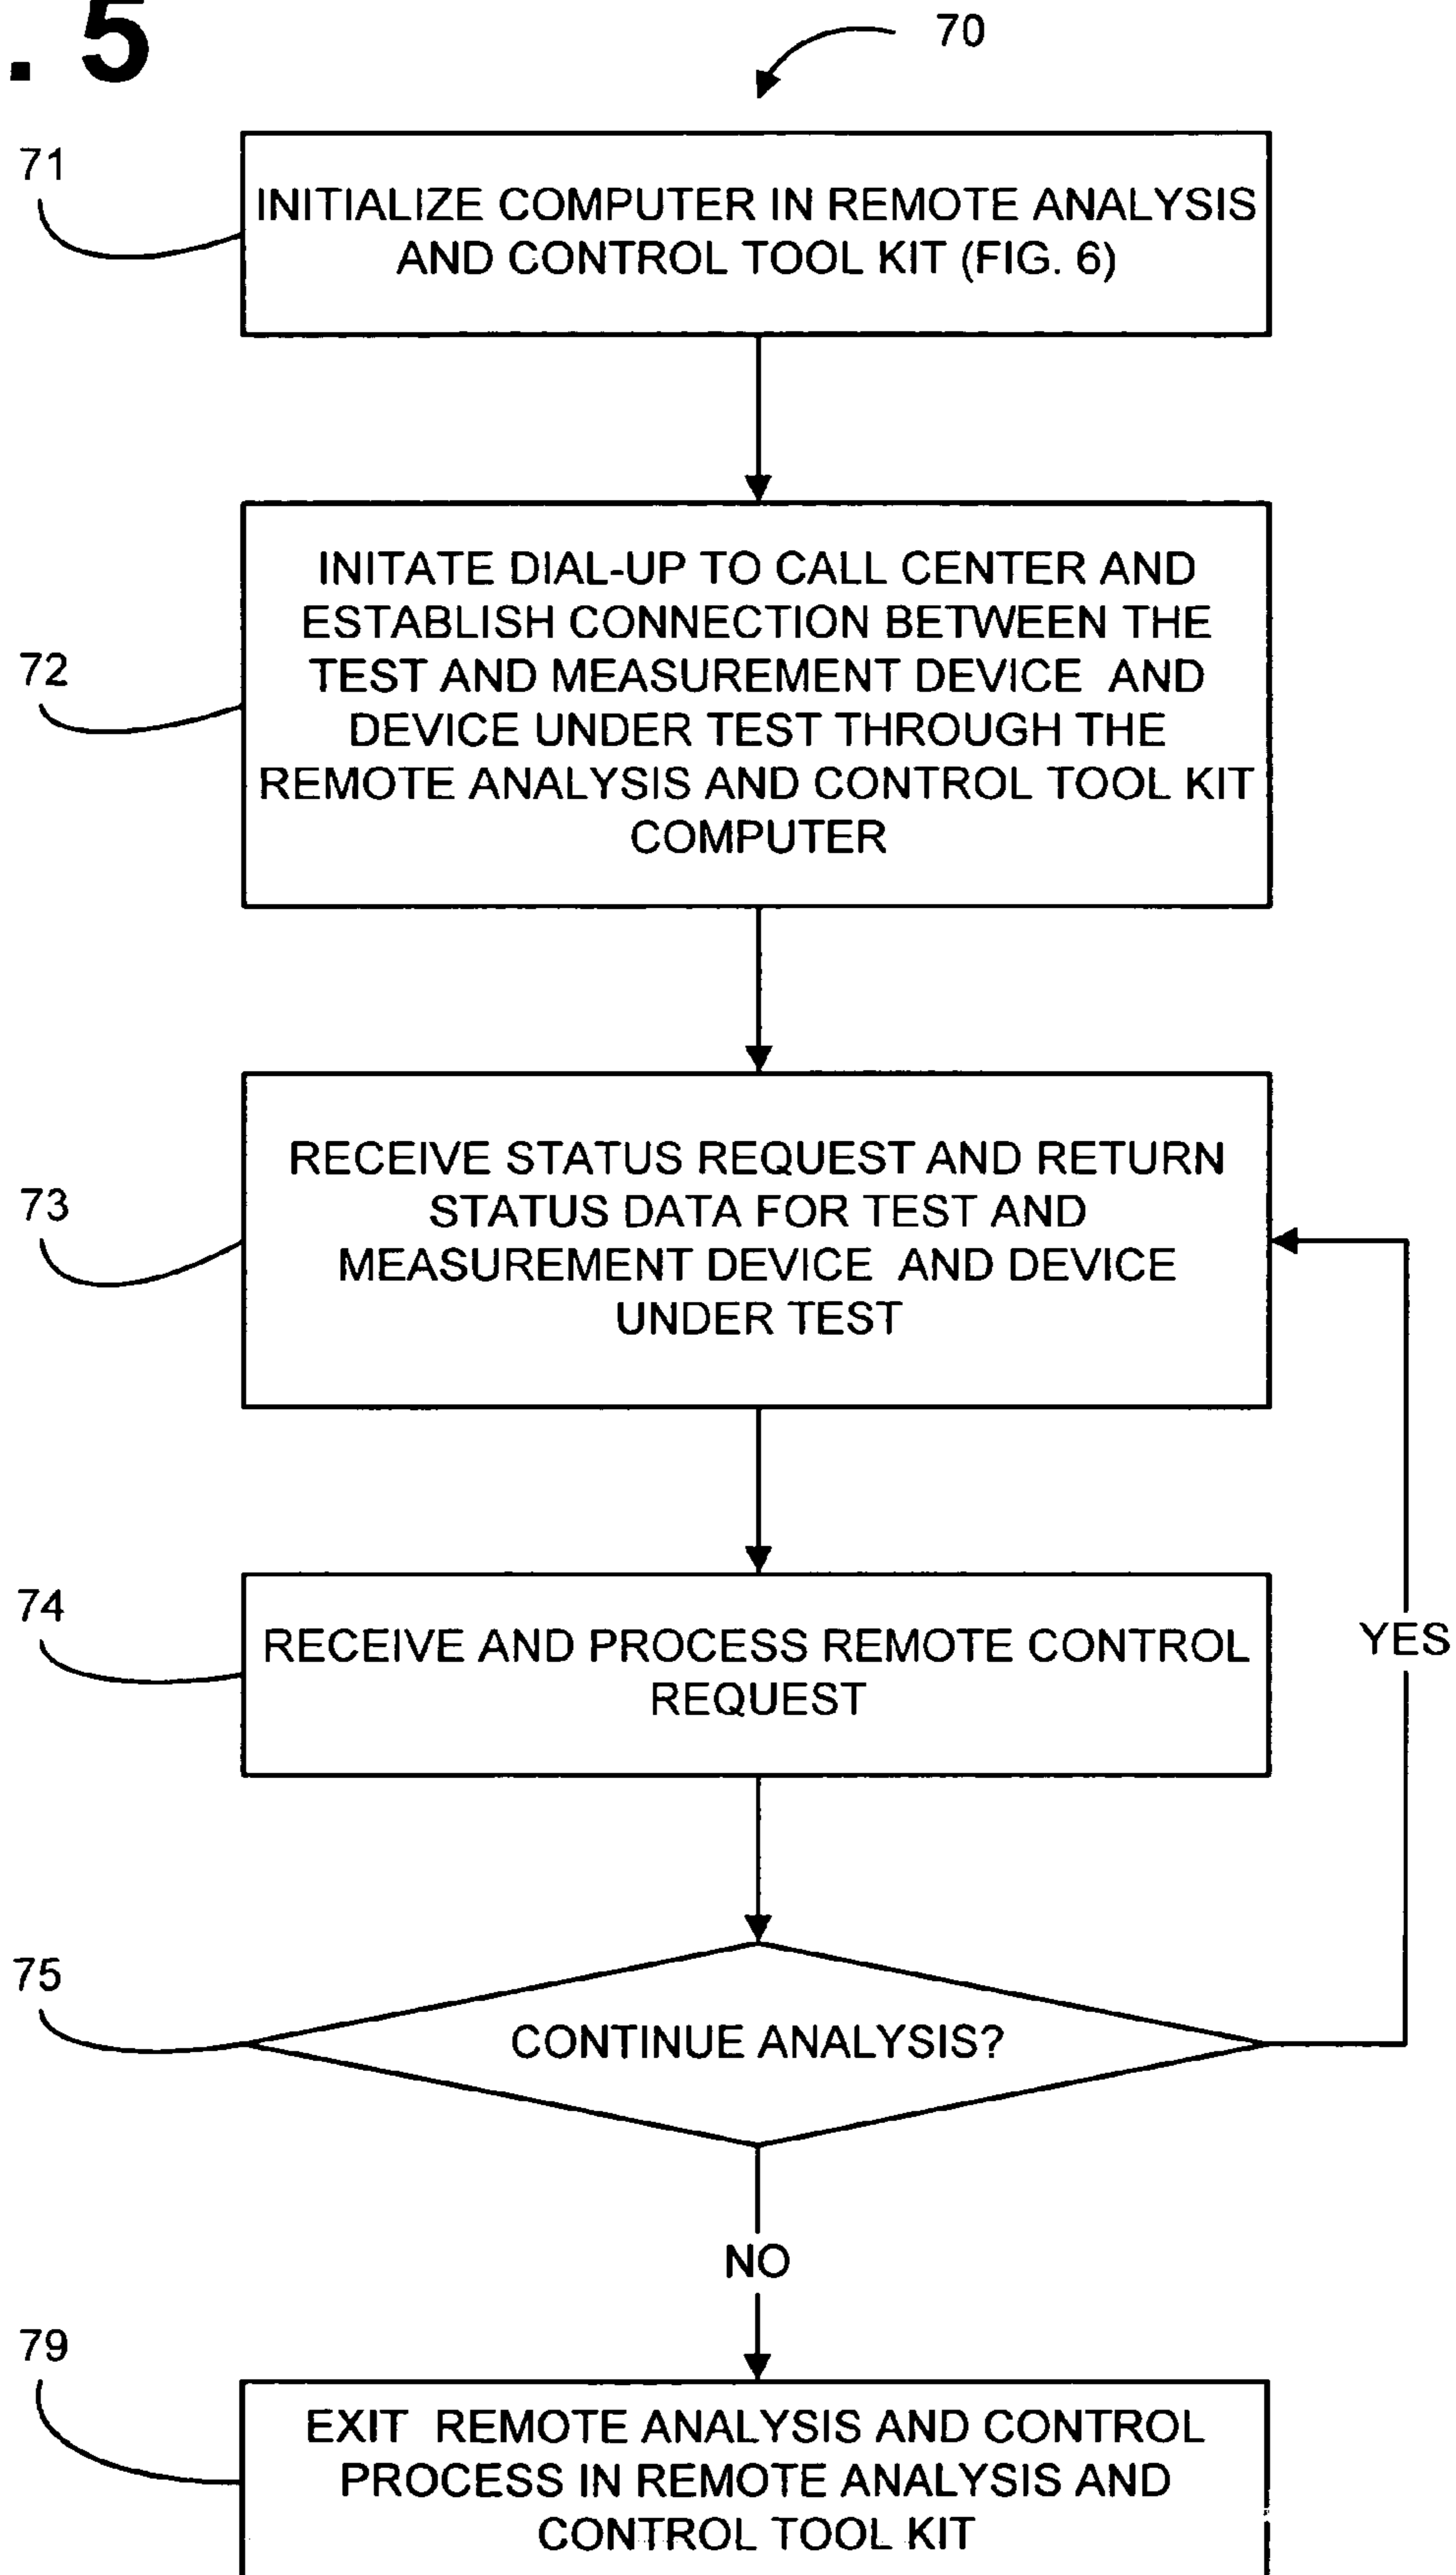 . 5
70
71
INITIALIZE COMPUTER IN REMOTE ANALYSIS
AND CONTROL TOOL KIT (FIG. 6)
72
INITATE DIAL-UP TO CALL CENTER AND
ESTABLISH CONNECTION BETWEEN THE
TEST AND MEASUREMENT DEVICE AND
DEVICE UNDER TEST THROUGH THE
REMOTE ANALYSIS AND CONTROL TOOL KIT
COMPUTER
73
RECEIVE STATUS REQUEST AND RETURN
STATUS DATA FOR TEST AND
MEASUREMENT DEVICE AND DEVICE
UNDER TEST
74
RECEIVE AND PROCESS REMOTE CONTROL
REQUEST
YES
75
CONTINUE ANALYSIS?
NO
79
EXIT REMOTE ANALYSIS AND CONTROL
PROCESS IN REMOTE ANALYSIS AND
CONTROL TOOL KIT